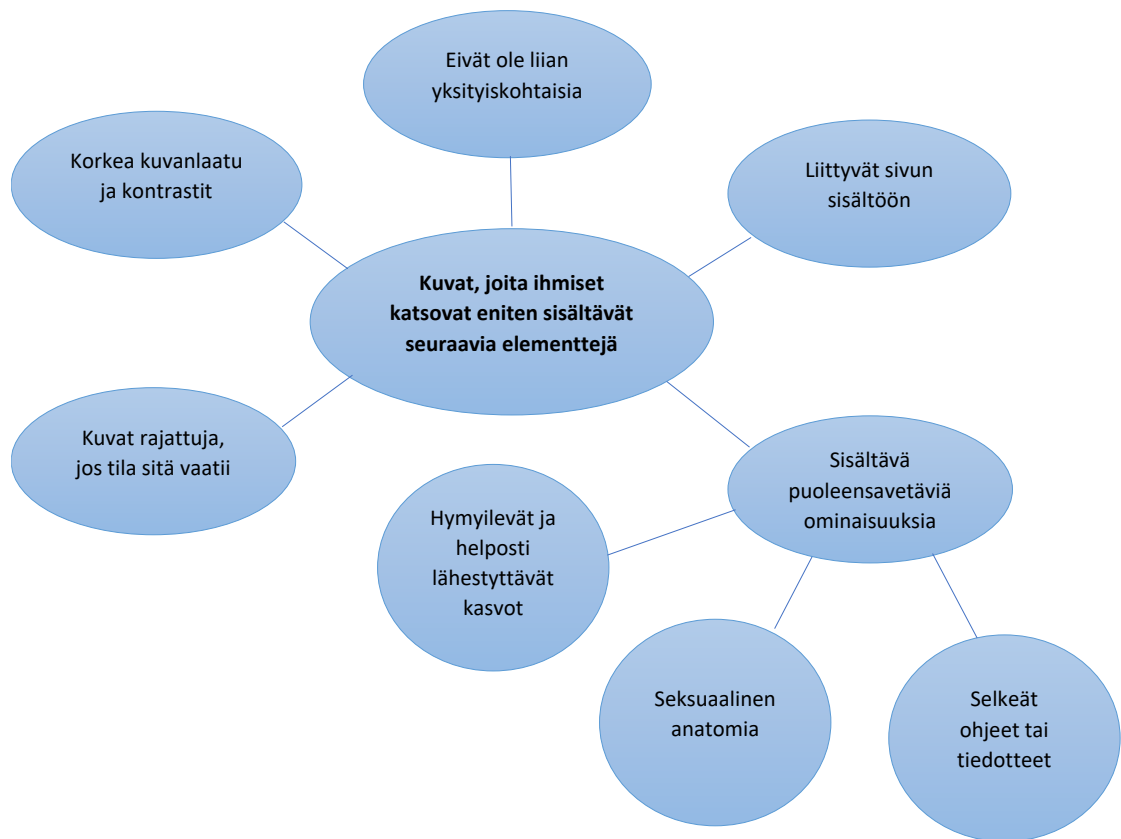 Eivät ole liian
yksityiskohtaisia
Korkea kuvanlaatu
ja kontrastit
Liittyvät sivun
sisältöön
Kuvat, joita ihmiset
katsovat eniten sisältävät
seuraavia elementtejä
Kuvat rajattuja,
jos tila sitä vaatii
Sisältävä
puoleensavetäviä
ominaisuuksia
Hymyilevät ja
helposti
lähestyttävät
kasvot
Seksuaalinen
anatomia
Selkeät
ohjeet tai
tiedotteet